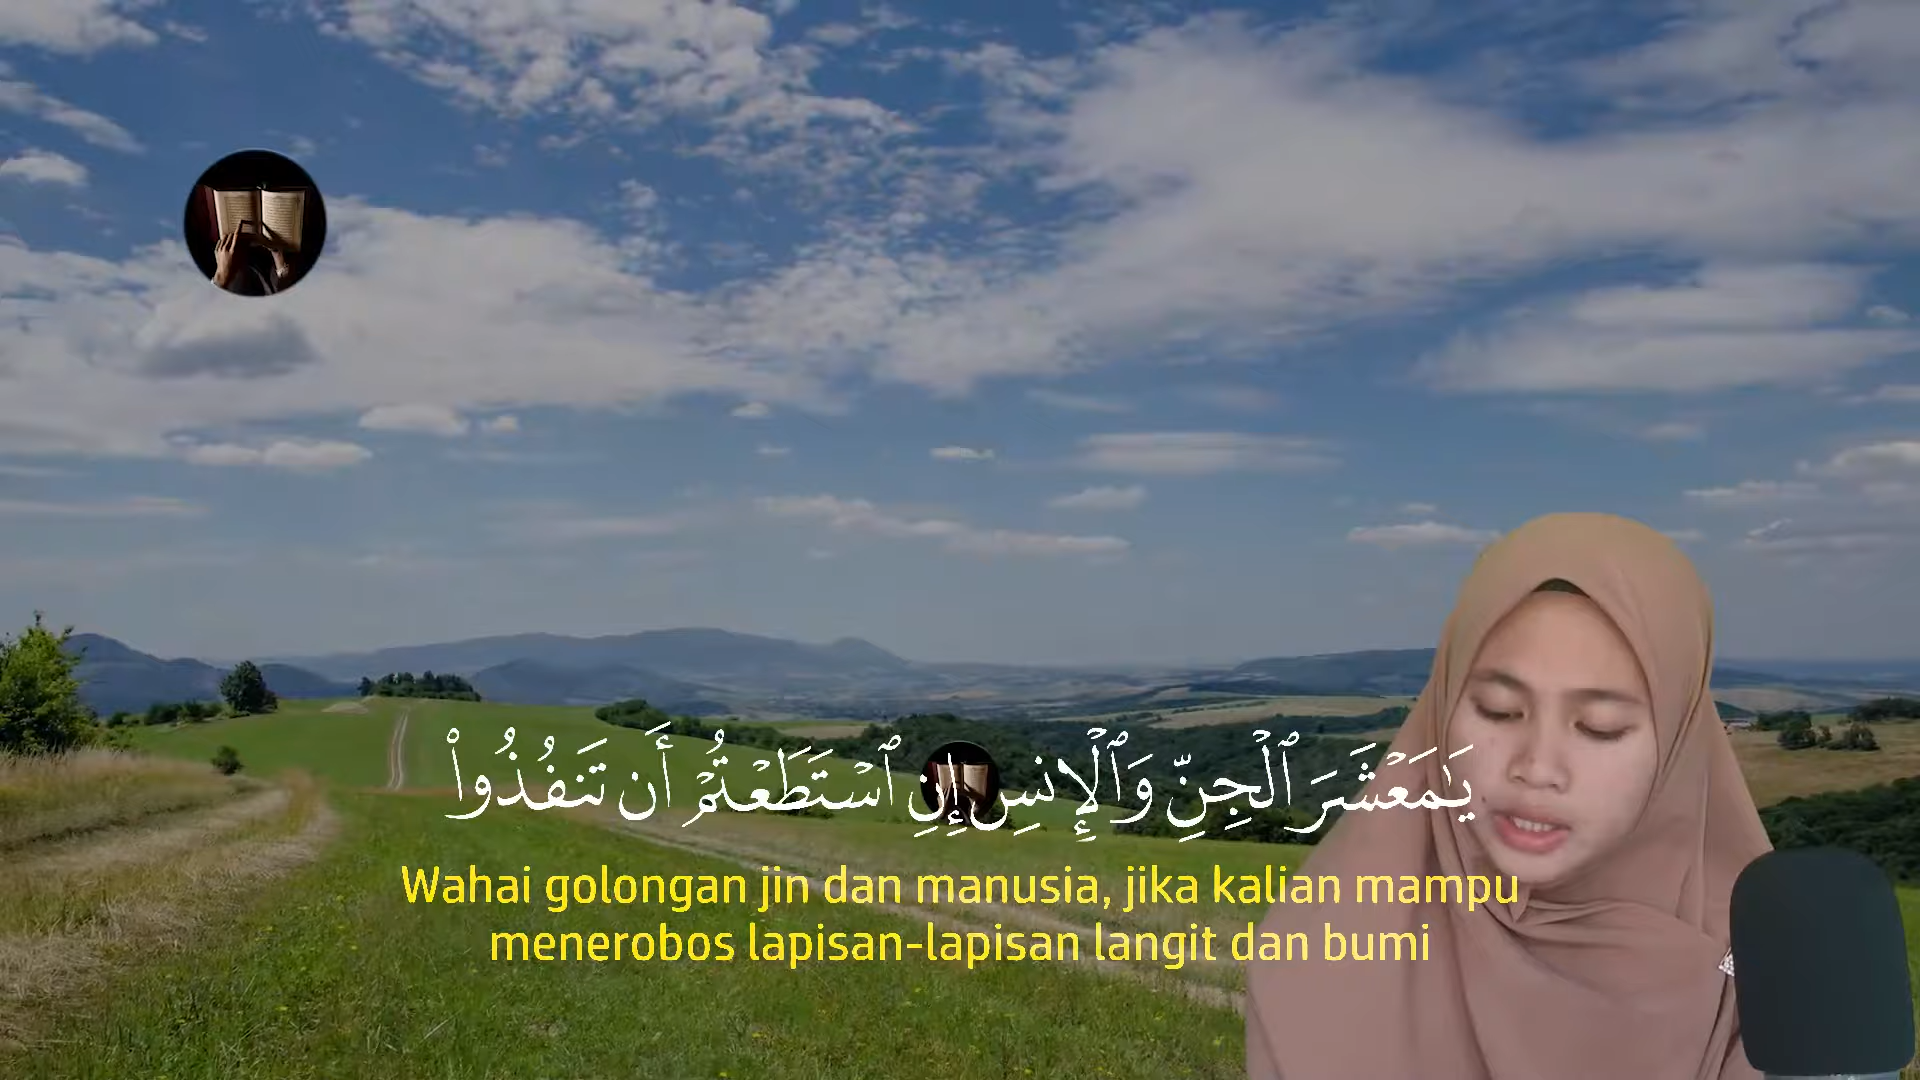 يَٰمَعْشَرَ ٱلْجِنِّ وَٱلْإِنسِ إِنِ ٱسْتَطَعْتُمْ أَن تَنفُذُوا۟
Wahai golongan jin dan manusia, jika kalian mampu
menerobos lapisan-lapisan langit dan bumi